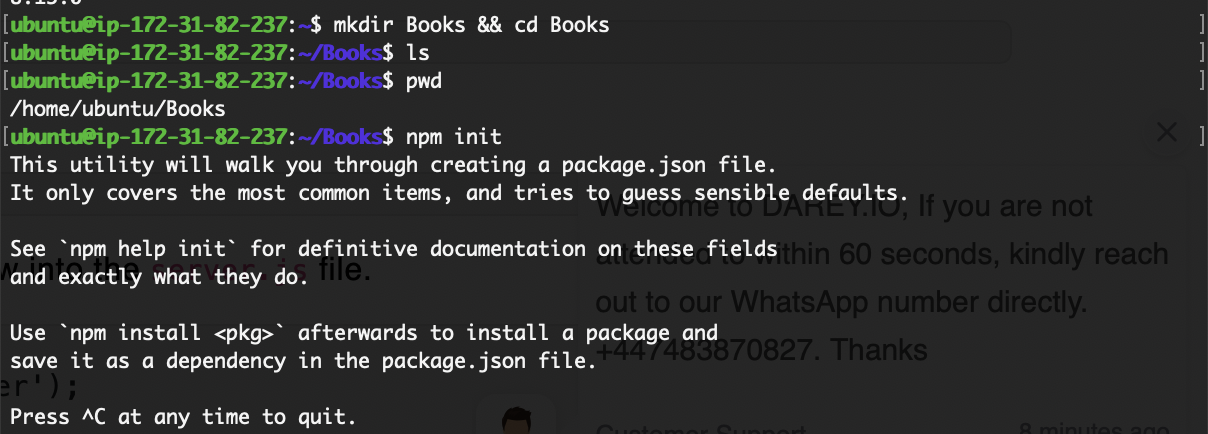 [ubuntu@ip-172-31-82-237:~$ mkdir Books && cd Books ]
[ubuntu@ip-172-31-82-237:~/Books$ ls ]
[ubuntu@ip-172-31-82-237:~/Books$ pwd ]
/home/ubuntu/Books
[ubuntu@ip-172-31-82-237:~/Books$ npm init ]
This utility will walk you through creating a package.json file.
It only covers the most common items, and tries to guess sensible defaults.
See `npm help init` for definitive documentation on these fields
and exactly what they do.
Use `npm install <pkg>` afterwards to install a package and
save it as a dependency in the package.json file.
Press ^C at any time to quit.
into the server.js file.
er');
Welcome to DAREY.IO, If you are not
attended to within 60 seconds, kindly reach
out to our WhatsApp number directly.
+447483870827. Thanks
Customer Support
8 minutes ago